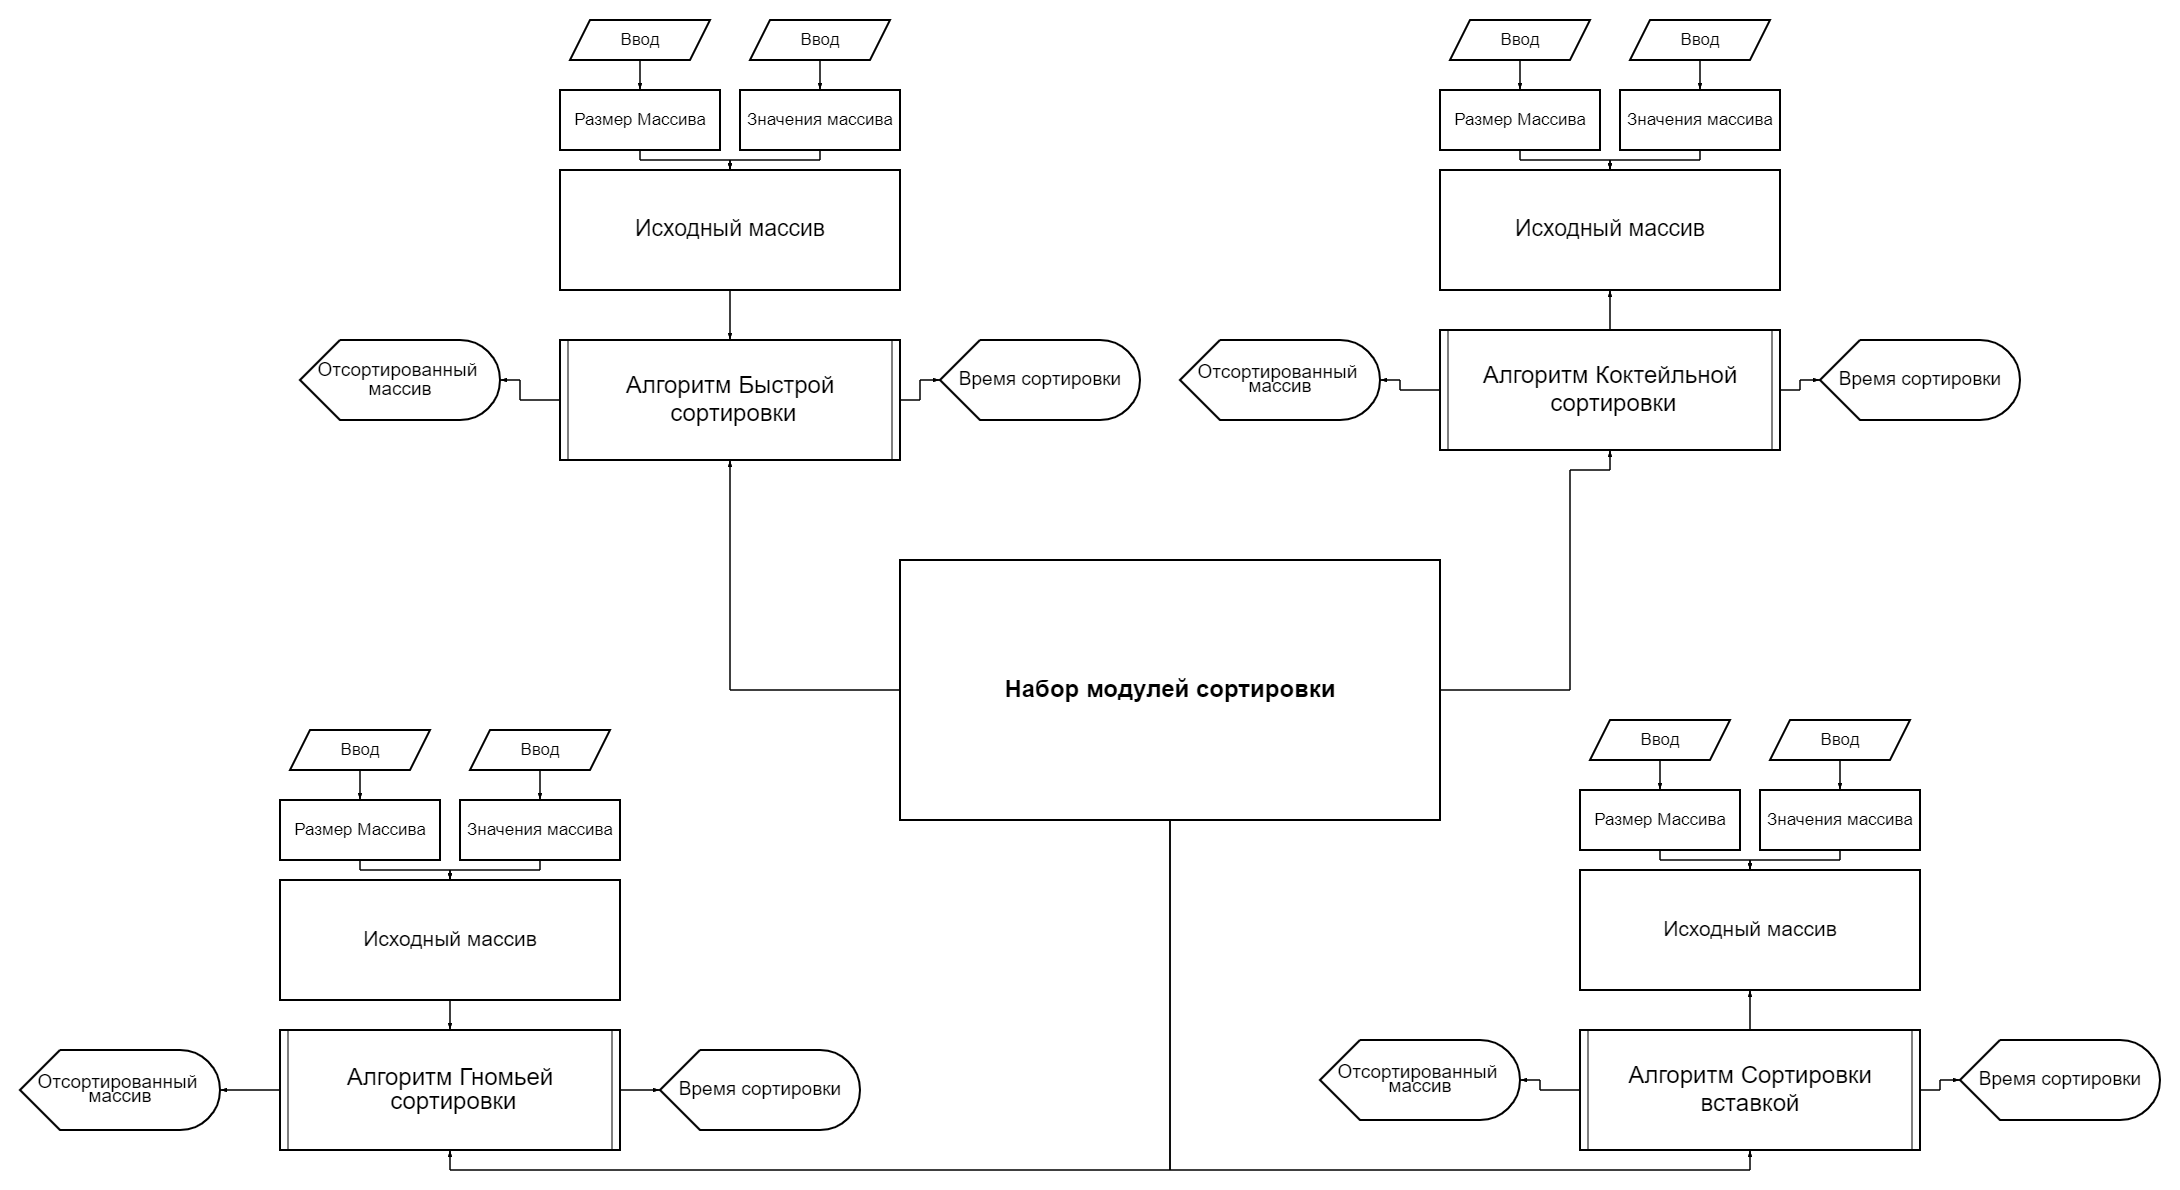 Ввод
Ввод
Размер Массива
Значения массива
Исходный массив
Отсортированный
массив
Алгоритм Быстрой
сортировки
Время сортировки
Ввод
Ввод
Размер Массива
Значения массива
Исходный массив
Отсортированный
массив
Алгоритм Коктейльной
сортировки
Время сортировки
Набор модулей сортировки
Ввод
Ввод
Размер Массива
Значения массива
Исходный массив
Отсортированный
массив
Алгоритм Гномьей
сортировки
Время сортировки
Ввод
Ввод
Размер Массива
Значения массива
Исходный массив
Отсортированный
массив
Алгоритм Сортировки
вставкой
Время сортировки